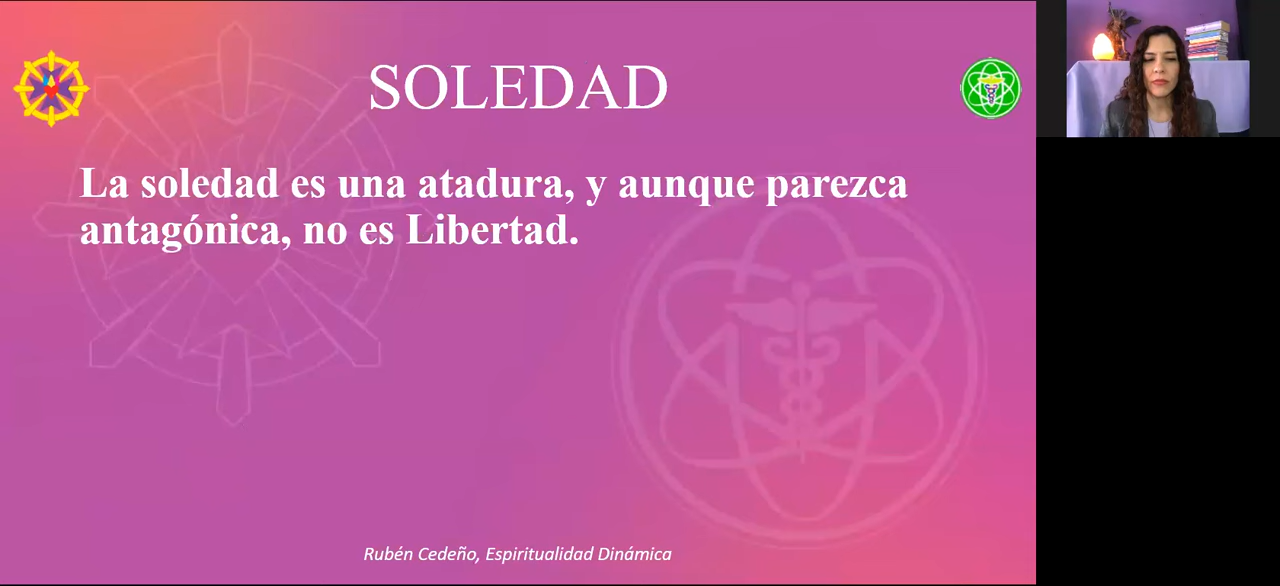 SOLEDAD
La soledad es una atadura, y aunque parezca
antagónica, no es Libertad.
Rubén Cedeño, Espiritualidad Dinámica